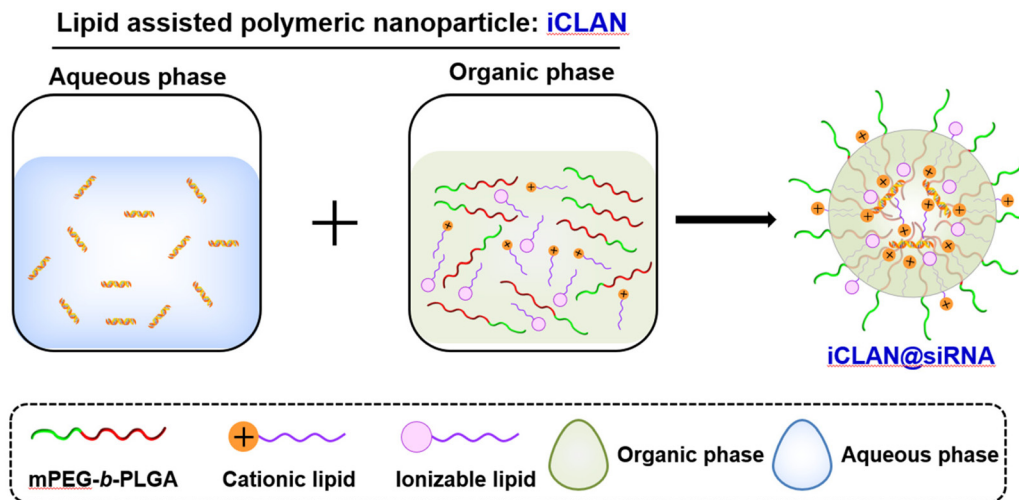 Lipid assisted polymeric nanoparticle: iCLAN
Aqueous phase
Organic phase
iCLAN@siRNA
mPEG-b-PLGA
Cationic lipid
Ionizable lipid
Organic phase
Aqueous phase